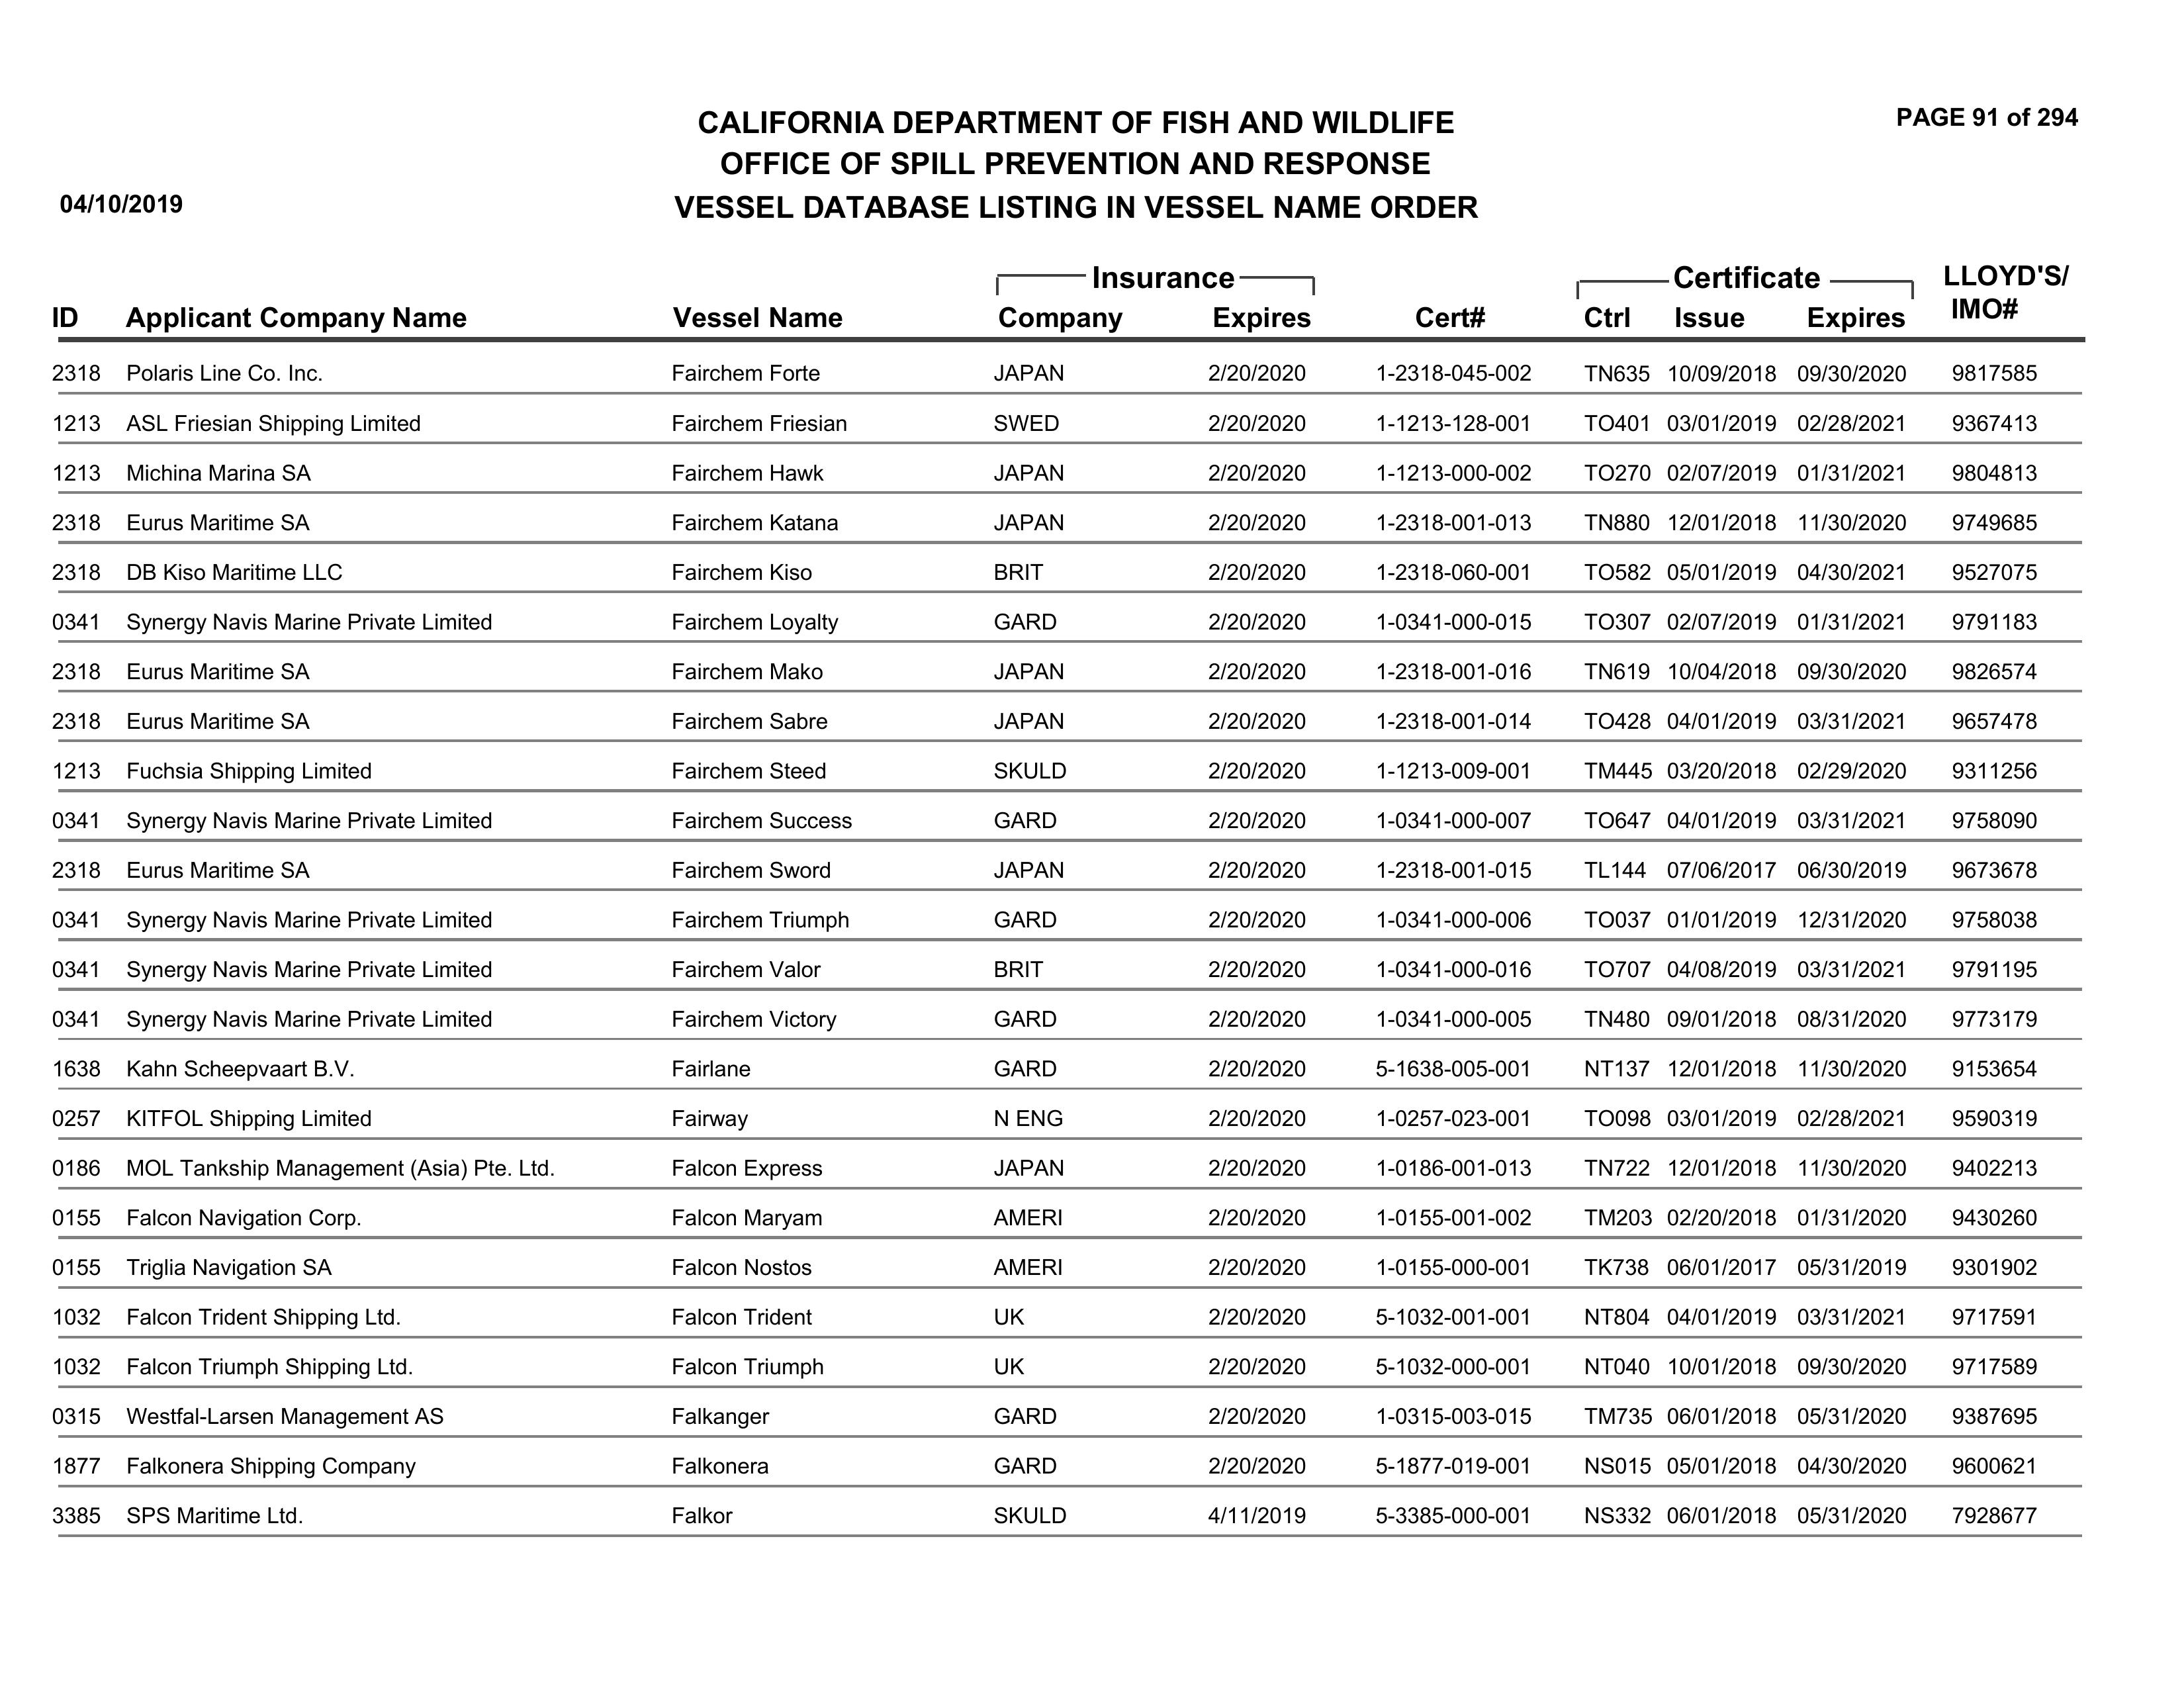 PAGE 91 of 294
CALIFORNIA DEPARTMENT OF FISH AND WILDLIFE
OFFICE OF SPILL PREVENTION AND RESPONSE
04/10/2019 VESSEL DATABASE LISTING IN VESSEL NAME ORDER
Insurance Certificate LLOYD'S/
ID Applicant Company Name Vessel Name Company Expires Cert# Ctrl Issue Expires IMO#
2318 Polaris Line Co. Inc. Fairchem Forte JAPAN 2/20/2020 1-2318-045-002 TN635 10/09/2018 09/30/2020 9817585
1213 ASL Friesian Shipping Limited Fairchem Friesian SWED 2/20/2020 1-1213-128-001 TO401 03/01/2019 02/28/2021 9367413
1213 Michina Marina SA Fairchem Hawk JAPAN 2/20/2020 1-1213-000-002 TO270 02/07/2019 01/31/2021 9804813
2318 Eurus Maritime SA Fairchem Katana JAPAN 2/20/2020 1-2318-001-013 TN880 12/01/2018 11/30/2020 9749685
2318 DB Kiso Maritime LLC Fairchem Kiso BRIT 2/20/2020 1-2318-060-001 TO582 05/01/2019 04/30/2021 9527075
0341 Synergy Navis Marine Private Limited Fairchem Loyalty GARD 2/20/2020 1-0341-000-015 TO307 02/07/2019 01/31/2021 9791183
2318 Eurus Maritime SA Fairchem Mako JAPAN 2/20/2020 1-2318-001-016 TN619 10/04/2018 09/30/2020 9826574
2318 Eurus Maritime SA Fairchem Sabre JAPAN 2/20/2020 1-2318-001-014 TO428 04/01/2019 03/31/2021 9657478
1213 Fuchsia Shipping Limited Fairchem Steed SKULD 2/20/2020 1-1213-009-001 TM445 03/20/2018 02/29/2020 9311256
0341 Synergy Navis Marine Private Limited Fairchem Success GARD 2/20/2020 1-0341-000-007 TO647 04/01/2019 03/31/2021 9758090
2318 Eurus Maritime SA Fairchem Sword JAPAN 2/20/2020 1-2318-001-015 TL144 07/06/2017 06/30/2019 9673678
0341 Synergy Navis Marine Private Limited Fairchem Triumph GARD 2/20/2020 1-0341-000-006 TO037 01/01/2019 12/31/2020 9758038
0341 Synergy Navis Marine Private Limited Fairchem Valor BRIT 2/20/2020 1-0341-000-016 TO707 04/08/2019 03/31/2021 9791195
0341 Synergy Navis Marine Private Limited Fairchem Victory GARD 2/20/2020 1-0341-000-005 TN480 09/01/2018 08/31/2020 9773179
1638 Kahn Scheepvaart B.V. Fairlane GARD 2/20/2020 5-1638-005-001 NT137 12/01/2018 11/30/2020 9153654
0257 KITFOL Shipping Limited Fairway N ENG 2/20/2020 1-0257-023-001 TO098 03/01/2019 02/28/2021 9590319
0186 MOL Tankship Management (Asia) Pte. Ltd. Falcon Express JAPAN 2/20/2020 1-0186-001-013 TN722 12/01/2018 11/30/2020 9402213
0155 Falcon Navigation Corp. Falcon Maryam AMERI 2/20/2020 1-0155-001-002 TM203 02/20/2018 01/31/2020 9430260
0155 Triglia Navigation SA Falcon Nostos AMERI 2/20/2020 1-0155-000-001 TK738 06/01/2017 05/31/2019 9301902
1032 Falcon Trident Shipping Ltd. Falcon Trident UK 2/20/2020 5-1032-001-001 NT804 04/01/2019 03/31/2021 9717591
1032 Falcon Triumph Shipping Ltd. Falcon Triumph UK 2/20/2020 5-1032-000-001 NT040 10/01/2018 09/30/2020 9717589
0315 Westfal-Larsen Management AS Falkanger GARD 2/20/2020 1-0315-003-015 TM735 06/01/2018 05/31/2020 9387695
1877 Falkonera Shipping Company Falkonera GARD 2/20/2020 5-1877-019-001 NS015 05/01/2018 04/30/2020 9600621
3385 SPS Maritime Ltd. Falkor SKULD 4/11/2019 5-3385-000-001 NS332 06/01/2018 05/31/2020 7928677